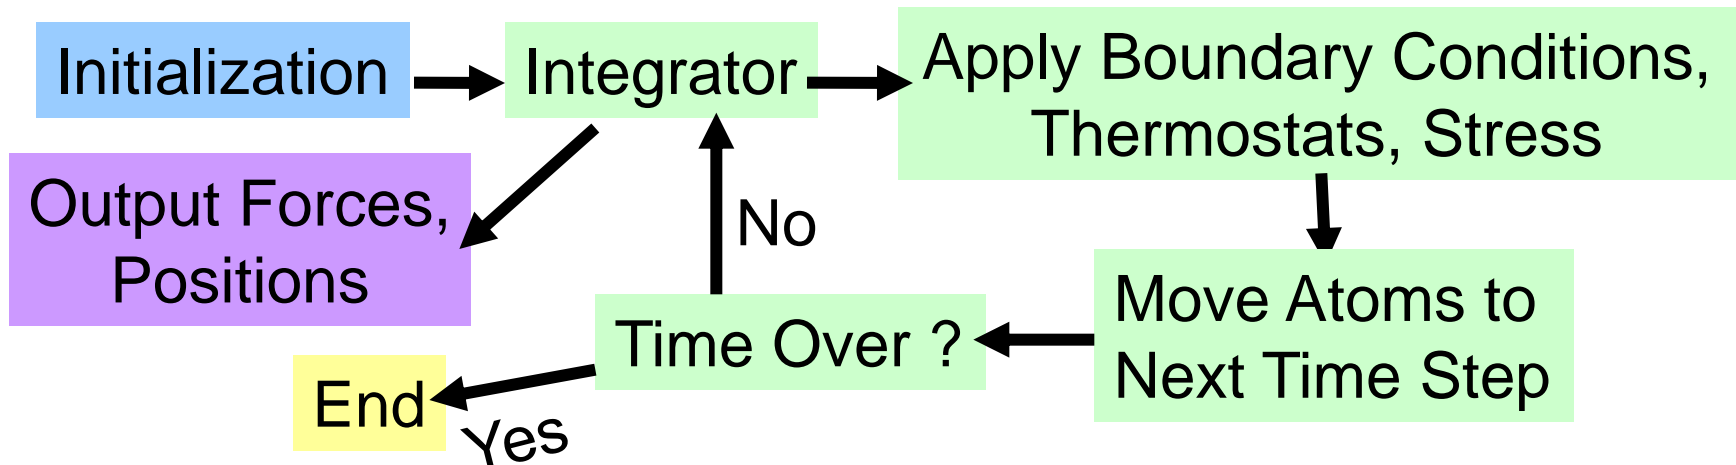 Initialization
Integrator
Apply Boundary Conditions,
Thermostats, Stress
Output Forces,
Positions
No
Move Atoms to
Next Time Step
Time Over ?
End
Yes